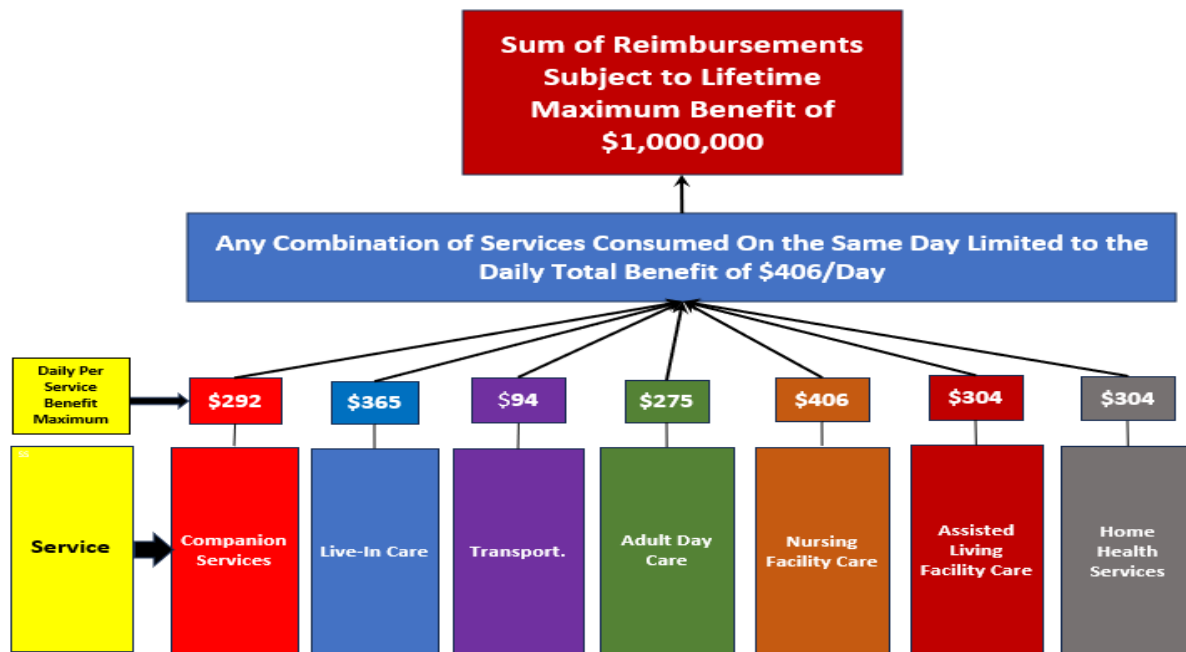 Sum of Reimbursements
Subject to Lifetime
Maximum Benefit of
$1,000,000
Any Combination of Services Consumed On the Same Day Limited to the
Daily Total Benefit of $406/Day
Daily Per
Service
Benefit
Maximum
$292
$365
$94
$275
$406
$304
$304
Service
Companion
Services
Live-In Care
Transport.
Adult Day
Care
Nursing
Facility Care
Assisted
Living
Facility Care
Home
Health
Services